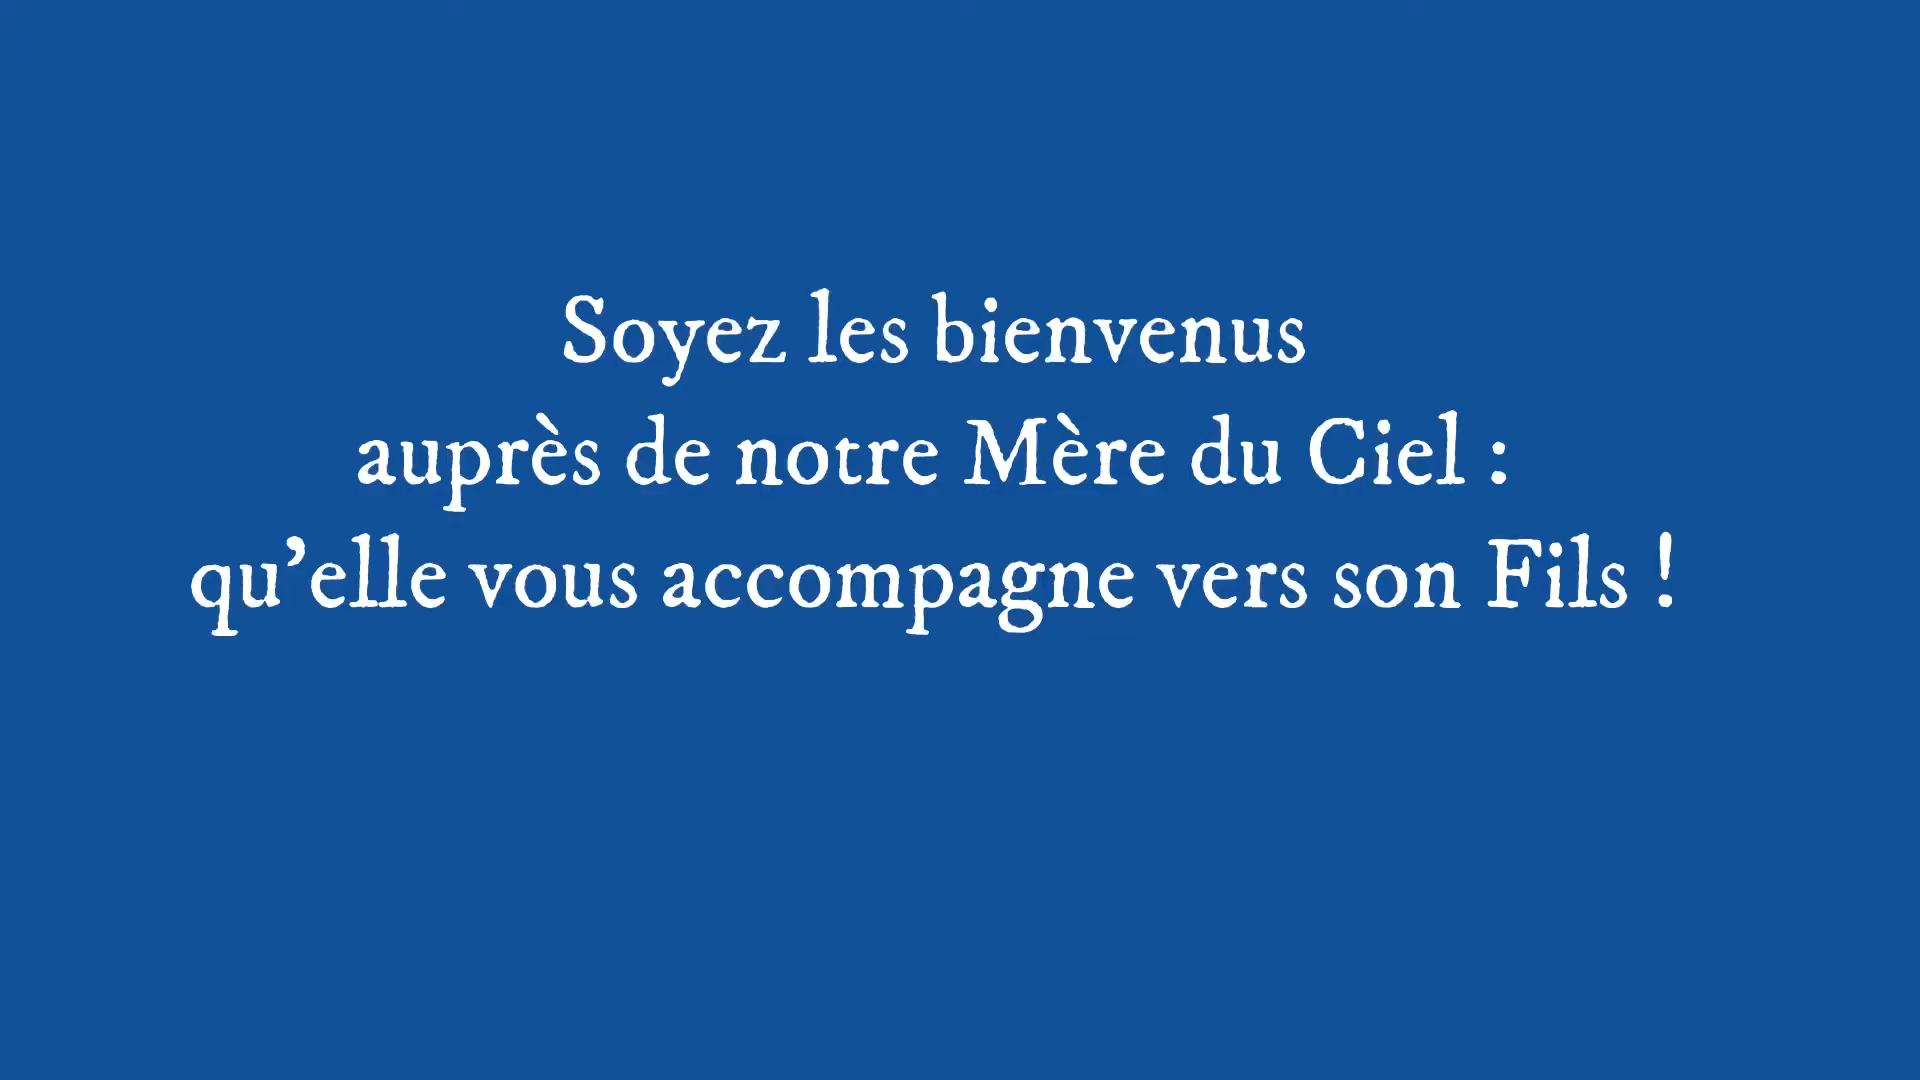 Soyez les bienvenus
auprès de notre Mère du Ciel :
qu’elle vous accompagne vers son Fils !